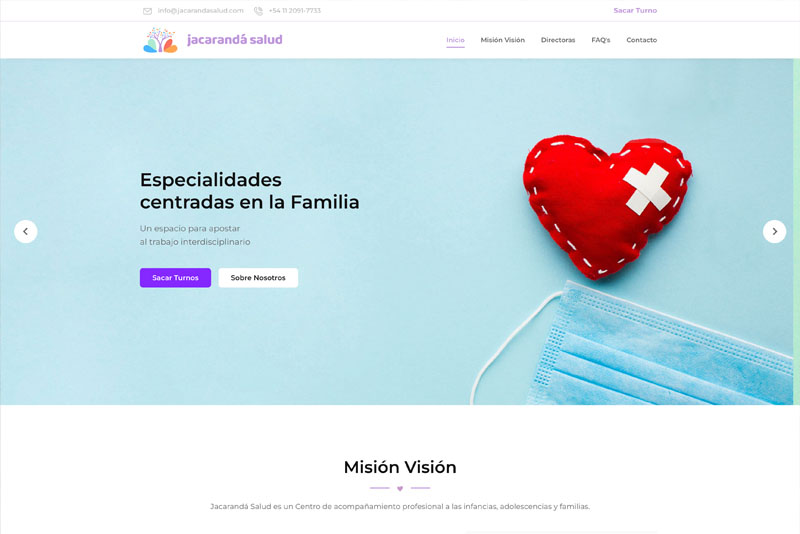 info@jacarandasalud.com
+54 11 2091-7733
Sacar Turno
jacarandá salud
Inicio
Misión Visión
Directoras
FAQ's
Contacto
Especialidades
centradas en la Familia
Un espacio para apostar
al trabajo interdisciplinario
Sacar Turnos
Sobre Nosotros
Misión Visión
Jacarandá Salud es un Centro de acompañamiento profesional a las infancias, adolescencias y familias.